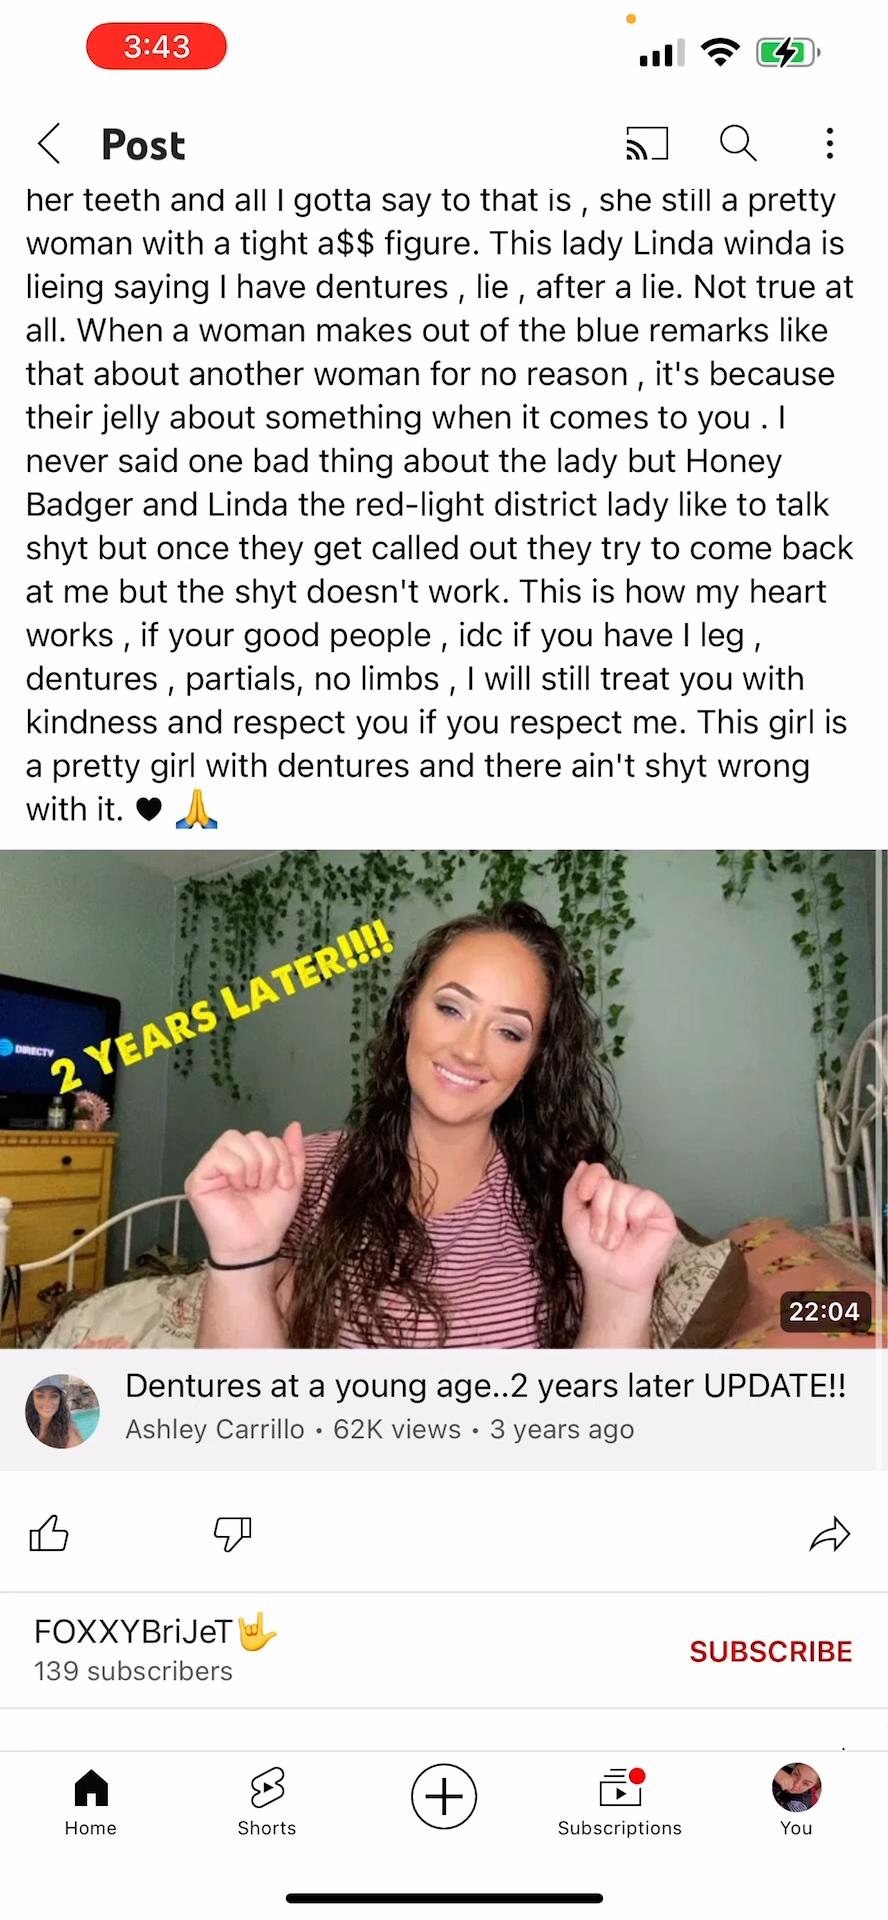 3:43
Post
her teeth and all I gotta say to that is , she still a pretty
woman with a tight a$$ figure. This lady Linda winda is
lieing saying I have dentures , lie , after a lie. Not true at
all. When a woman makes out of the blue remarks like
that about another woman for no reason , it's because
their jelly about something when it comes to you . I
never said one bad thing about the lady but Honey
Badger and Linda the red-light district lady like to talk
shyt but once they get called out they try to come back
at me but the shyt doesn't work. This is how my heart
works , if your good people , idc if you have I leg ,
dentures , partials, no limbs , I will still treat you with
kindness and respect you if you respect me. This girl is
a pretty girl with dentures and there ain't shyt wrong
with it. 🖤 🙏
2 YEARS LATER!!!!
DIRECTV
22:04
Dentures at a young age..2 years later UPDATE!!
Ashley Carrillo • 62K views • 3 years ago
FOXXYBriJeT🤟
SUBSCRIBE
139 subscribers
Home
Shorts
Subscriptions
You